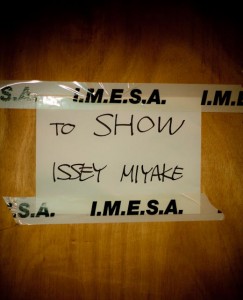 S.A. I.M.E.S.A. I.M.
TO SHOW
ISSEY MIYAKE
.S.A. I.M.E.S.A.